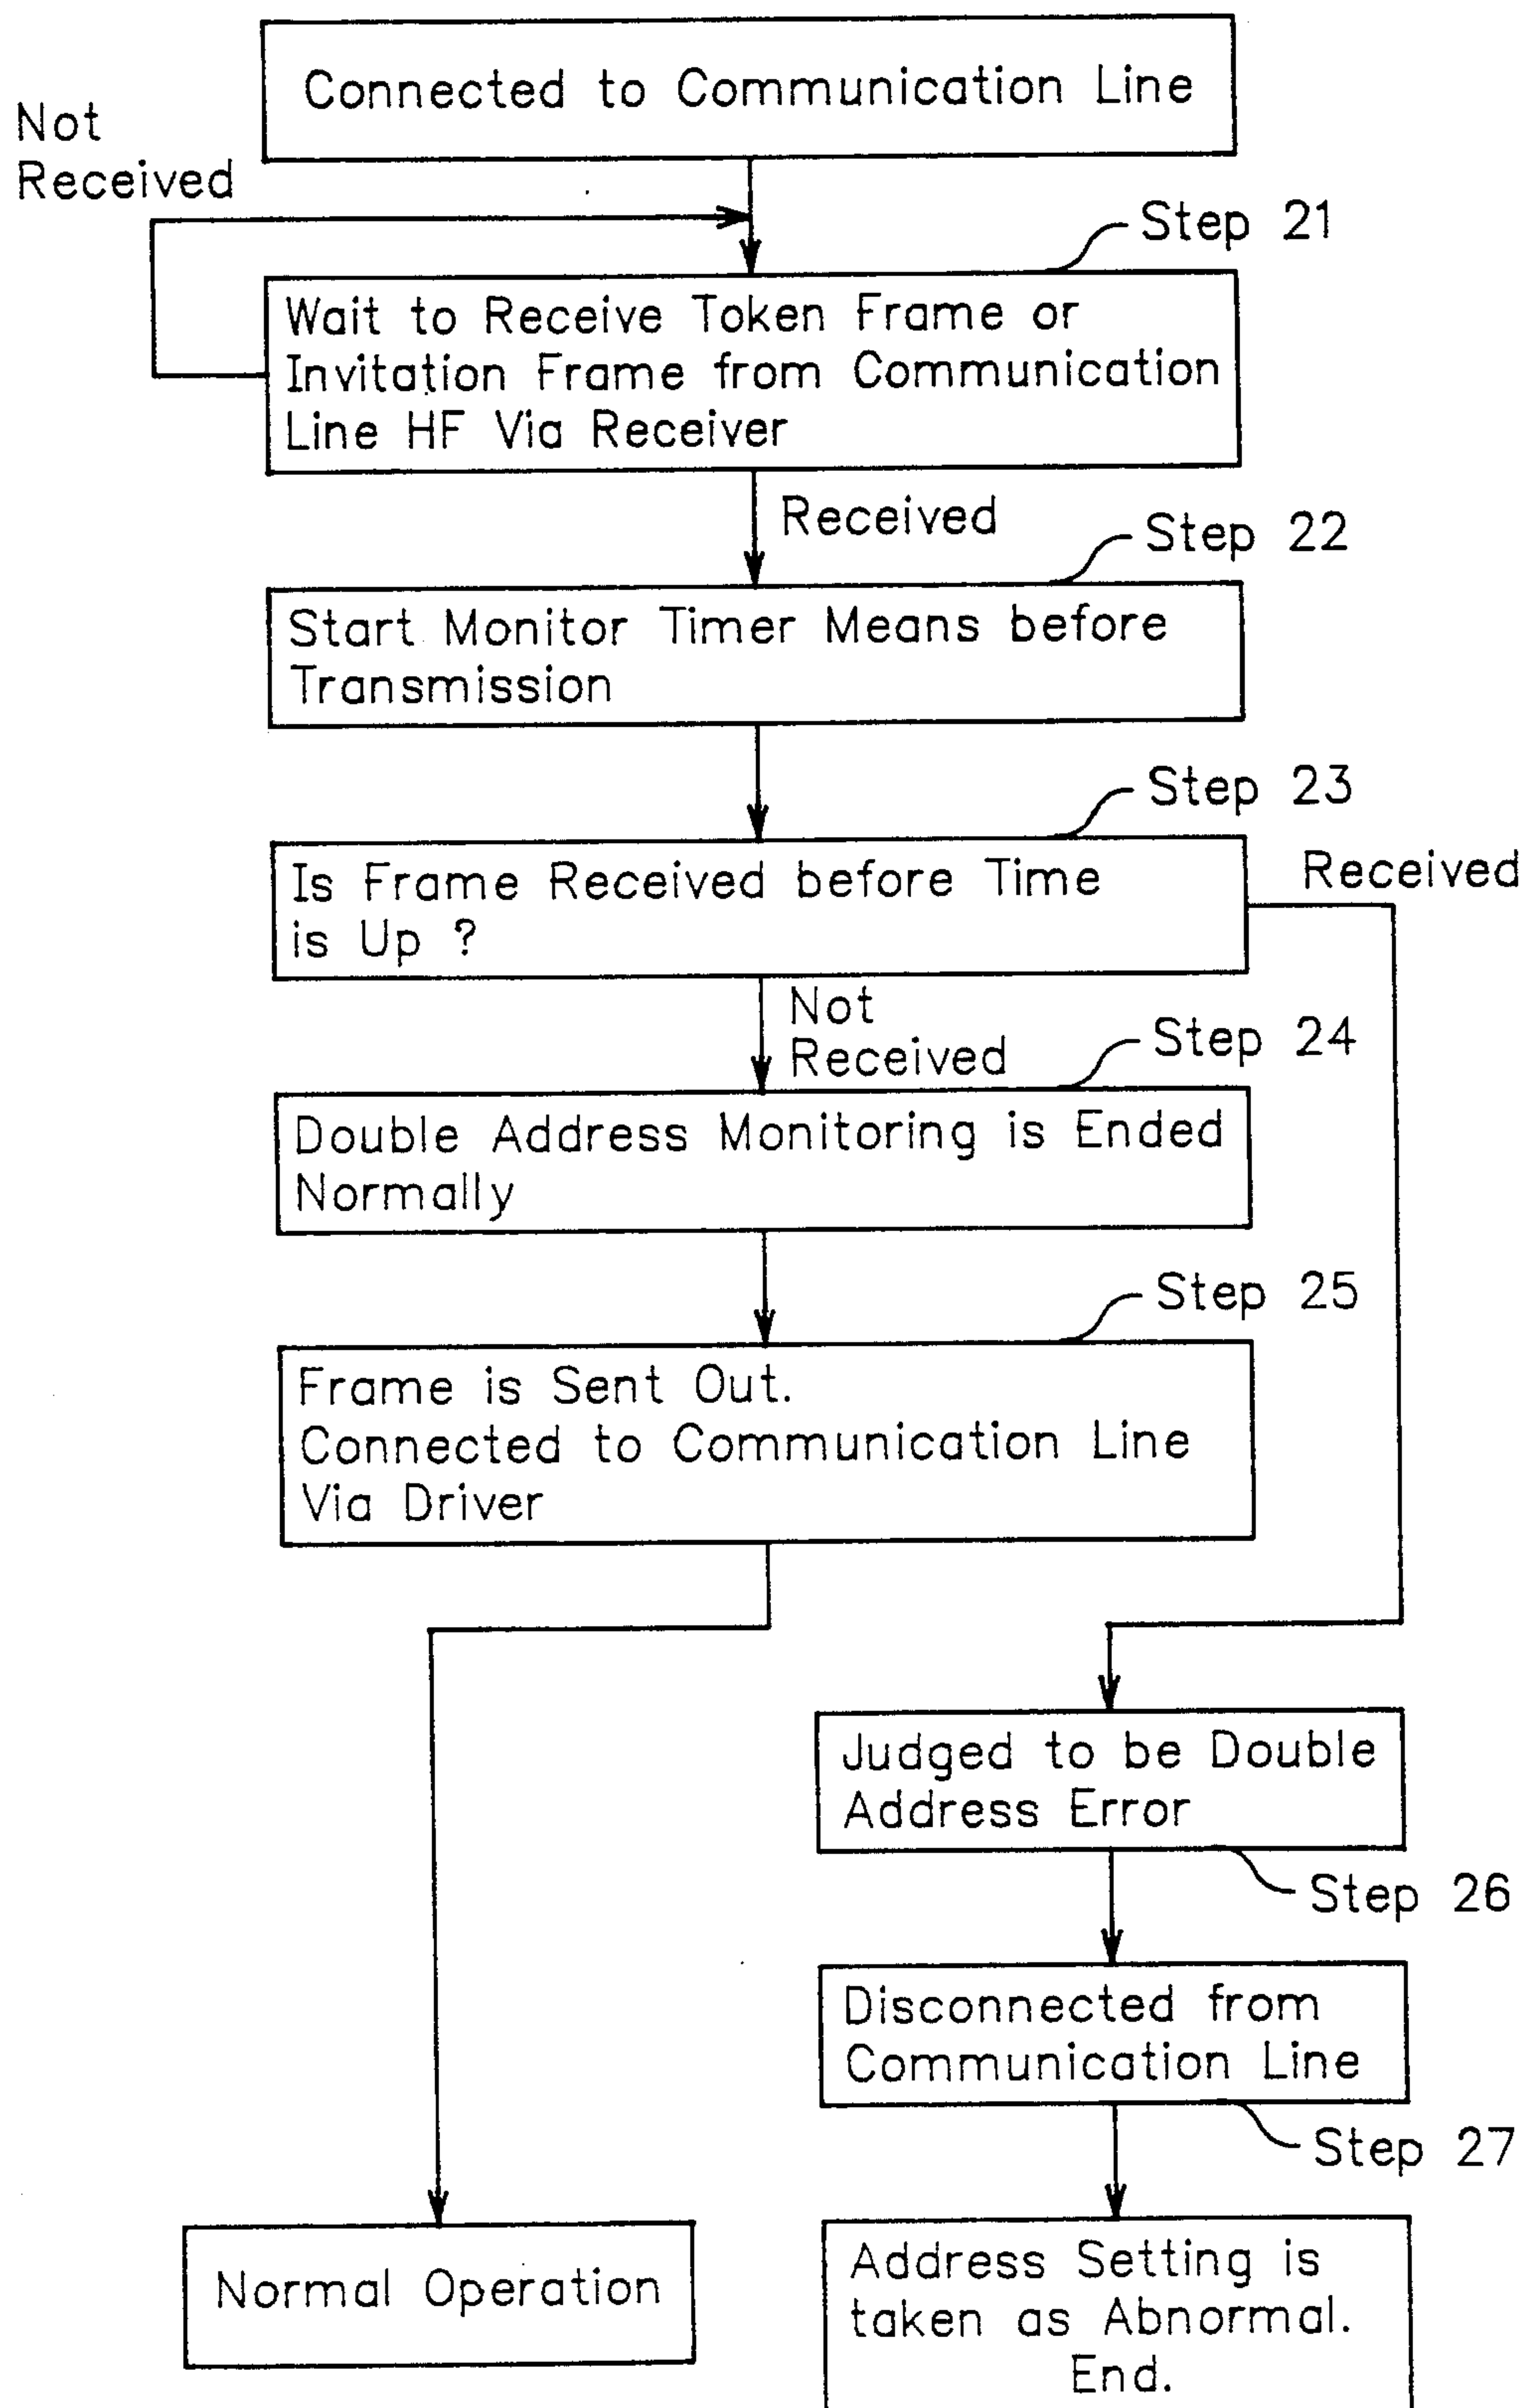 Connected to Communication Line
Not
Received
Step 21
Wait to Receive Token Frame or
Invitation Frame from Communication
Line HF Via Receiver
Received
Step 22
Start Monitor Timer Means before
Transmission
Step 23
Is Frame Received before Time
is Up ?
Received
Not
Received
Step 24
Double Address Monitoring is Ended
Normally
Step 25
Frame is Sent Out.
Connected to Communication Line
Via Driver
Judged to be Double
Address Error
Step 26
Disconnected from
Communication Line
Step 27
Normal Operation
Address Setting is
taken as Abnormal.
End.